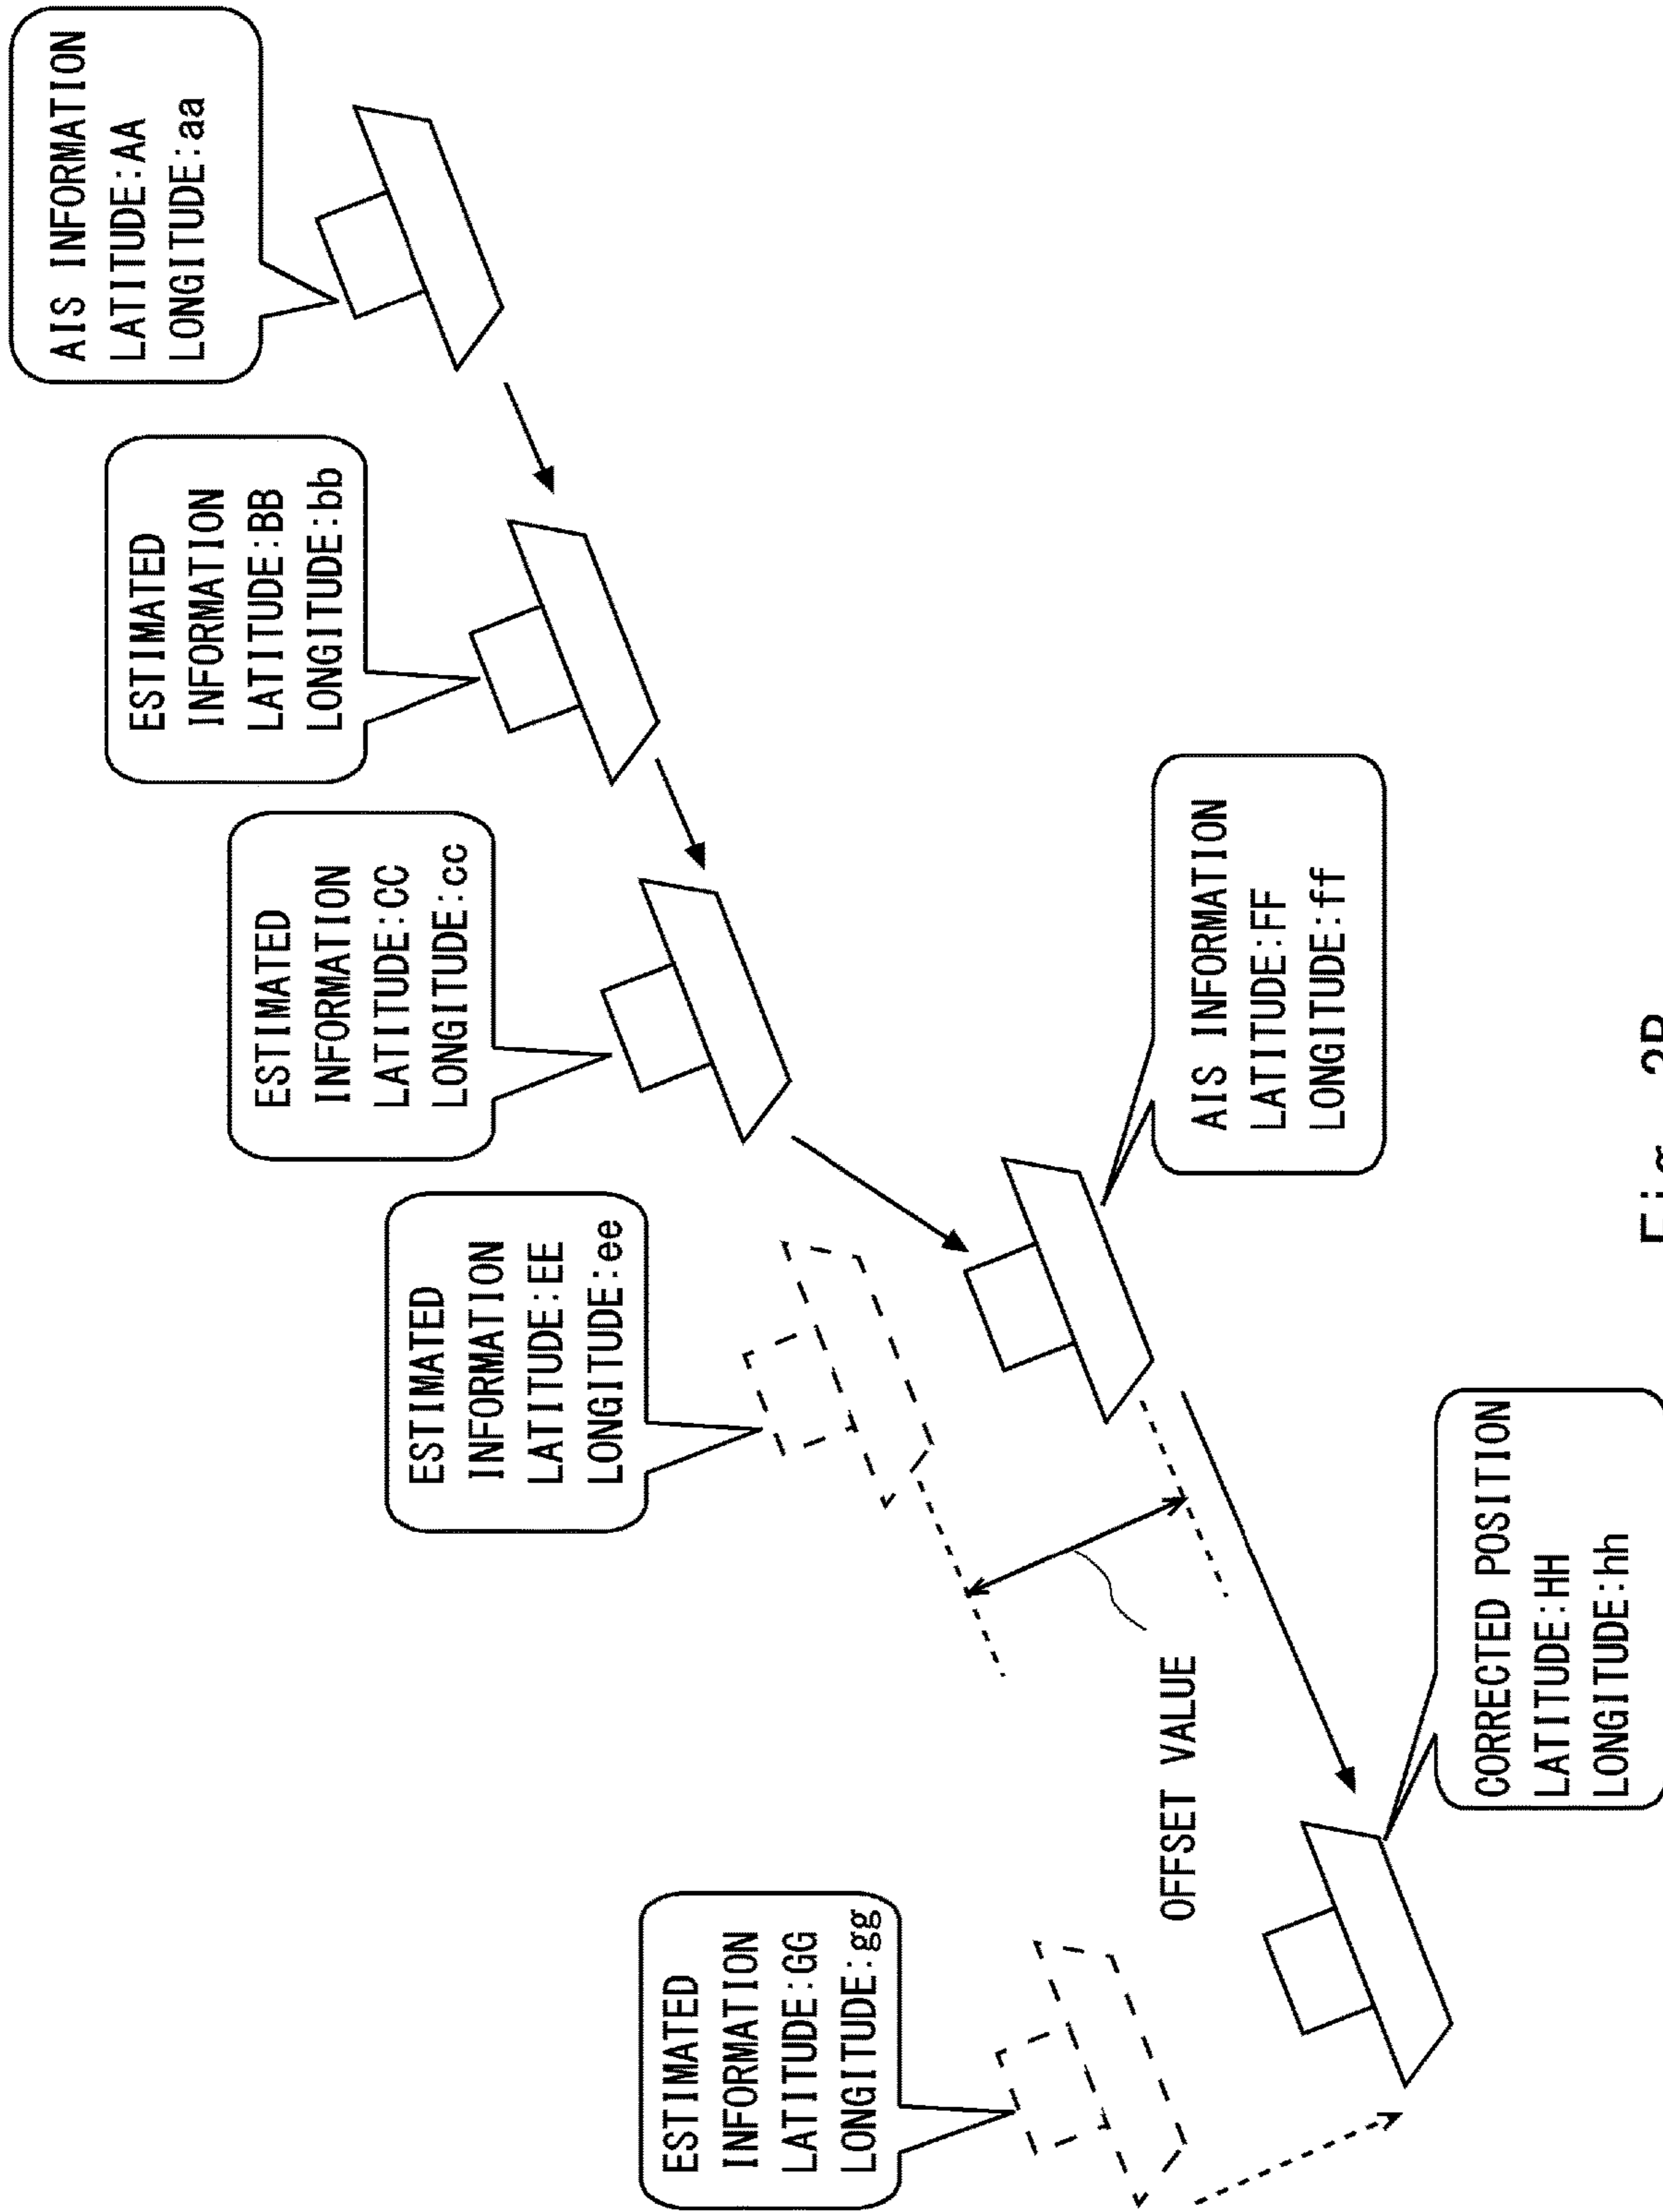 AIS INFORMATION
LATITUDE:AA
LONGITUDE:aa
ESTIMATED
INFORMATION
LATITUDE:BB
LONGITUDE:bb
ESTIMATED
INFORMATION
LATITUDE:CC
LONGITUDE:cc
ESTIMATED
INFORMATION
LATITUDE:EE
LONGITUDE:ee
ESTIMATED
INFORMATION
LATITUDE:GG
LONGITUDE:gg
OFFSET VALUE
AIS INFORMATION
LATITUDE:FF
LONGITUDE:ff
CORRECTED POSITION
LATITUDE:HH
LONGITUDE:hh
Fig